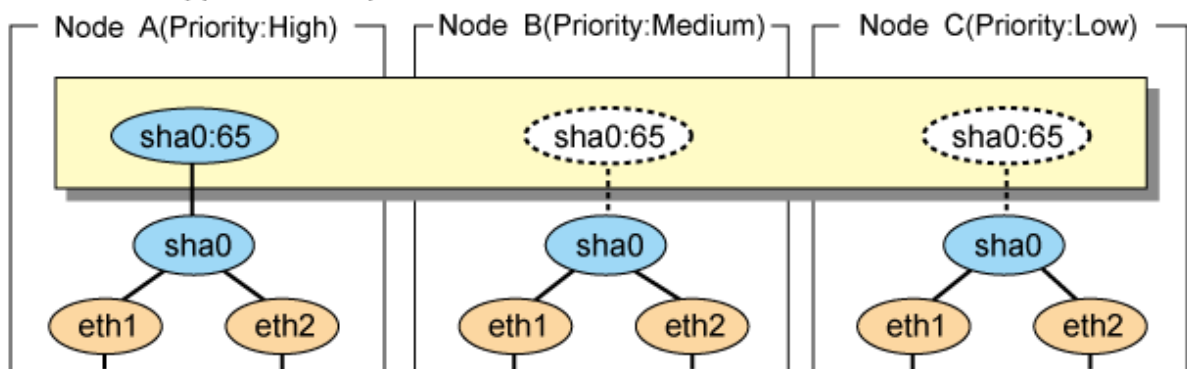 Node A(Priority:High) Node B(Priority:Medium) Node C(Priority:Low)
sha0:65 sha0:65 sha0:65
sha0 sha0 sha0
eth1 eth2 eth1 eth2 eth1 eth2